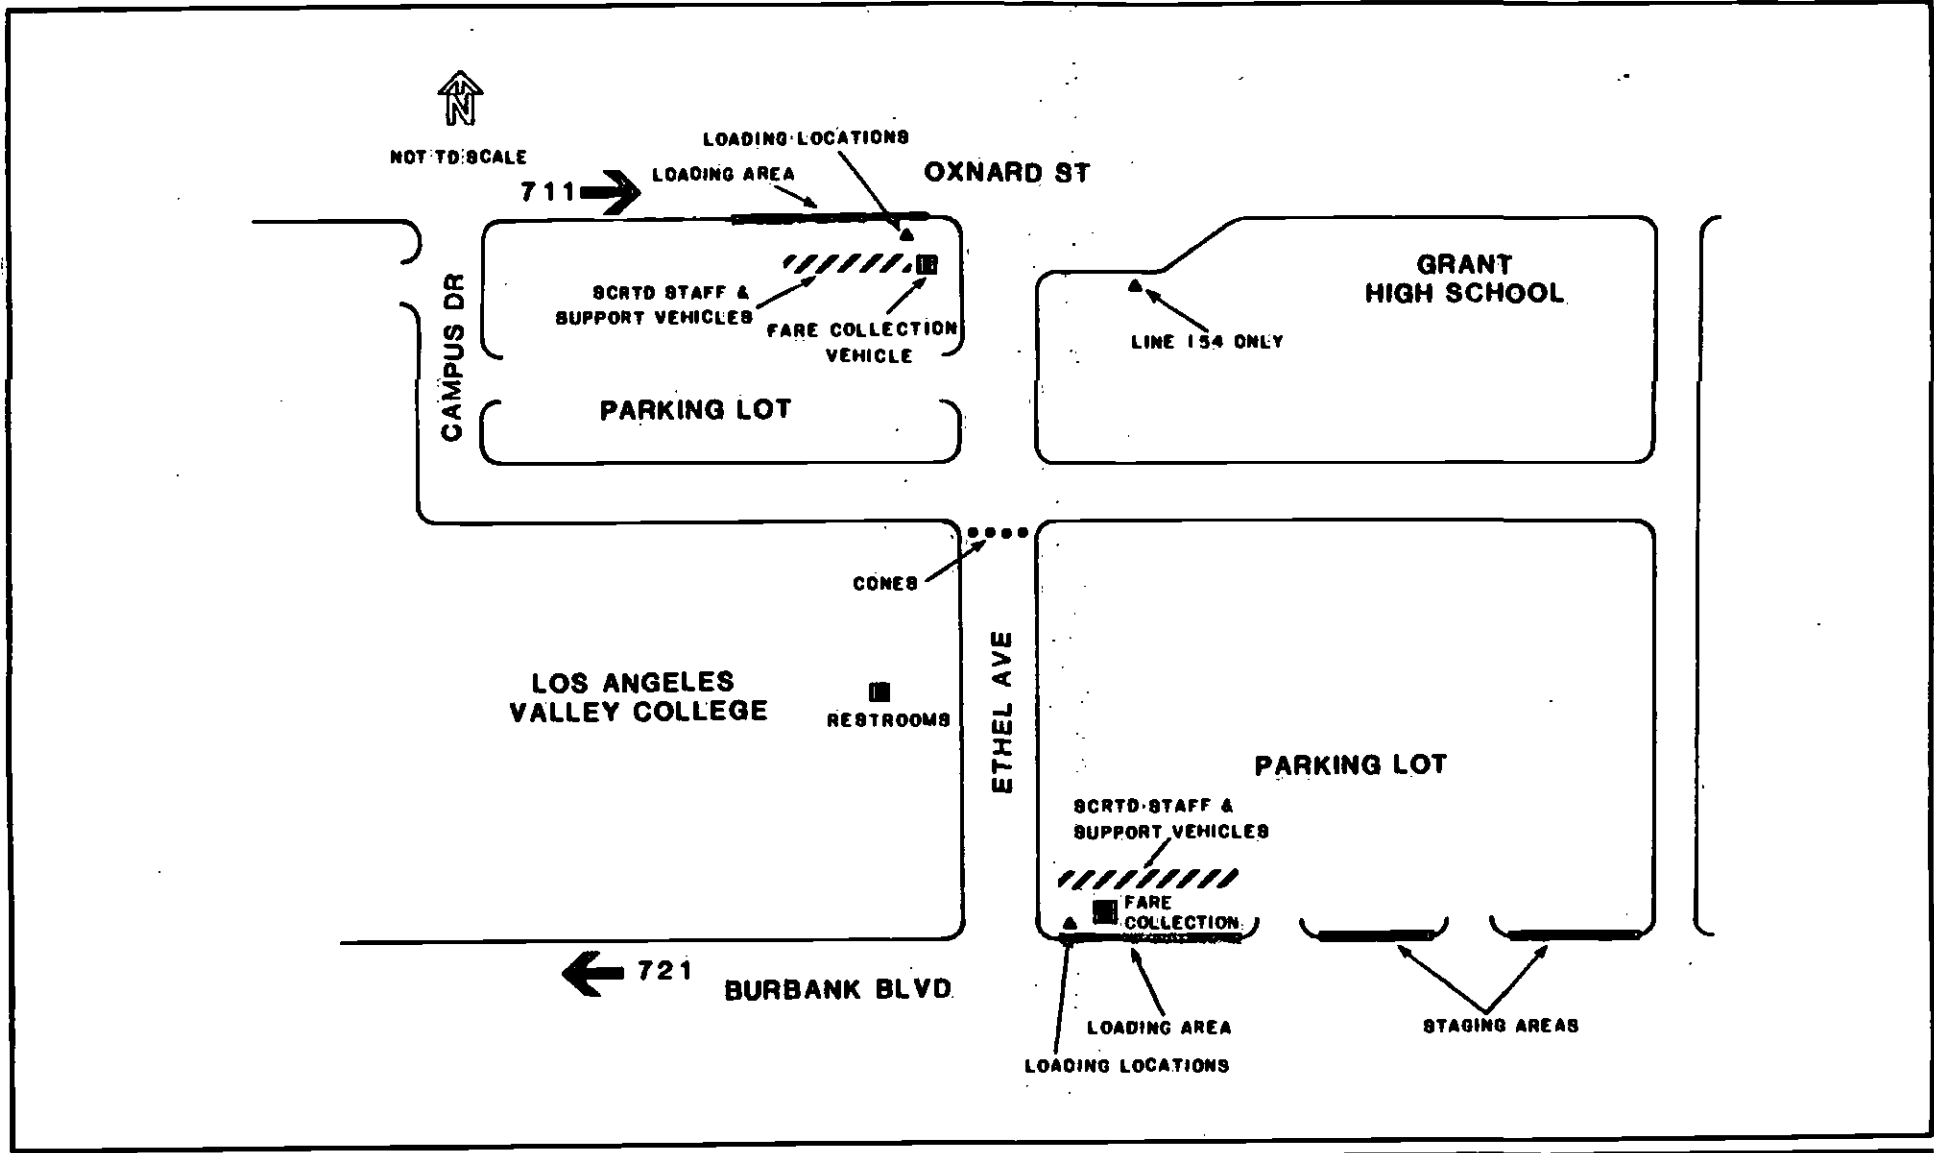 N
NOT TO SCALE
LOADING LOCATIONS
LOADING AREA
OXNARD ST
711
GRANT
HIGH SCHOOL
SCRTD STAFF &
SUPPORT VEHICLES
FARE COLLECTION
VEHICLE
LINE 154 ONLY
CAMPUS DR
PARKING LOT
CONES
LOS ANGELES
VALLEY COLLEGE
RESTROOMS
ETHEL AVE
PARKING LOT
SCRTD STAFF &
SUPPORT VEHICLES
FARE
COLLECTION
721
BURBANK BLVD
LOADING AREA
STAGING AREAS
LOADING LOCATIONS